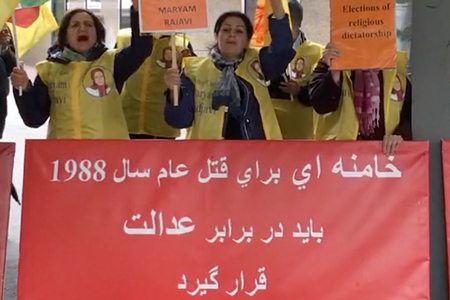 MARYAM
RAJAVI
Elections of
religious
dictatorship
خامنه اي براي قتل عام سال 1988
بايد در برابر عدالت
قرار گيرد